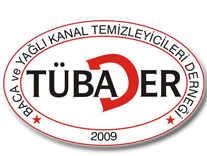 BACA ve YAĞLI KANAL TEMİZLEYİCİLERİ DERNEĞİ
TÜBADER
2009